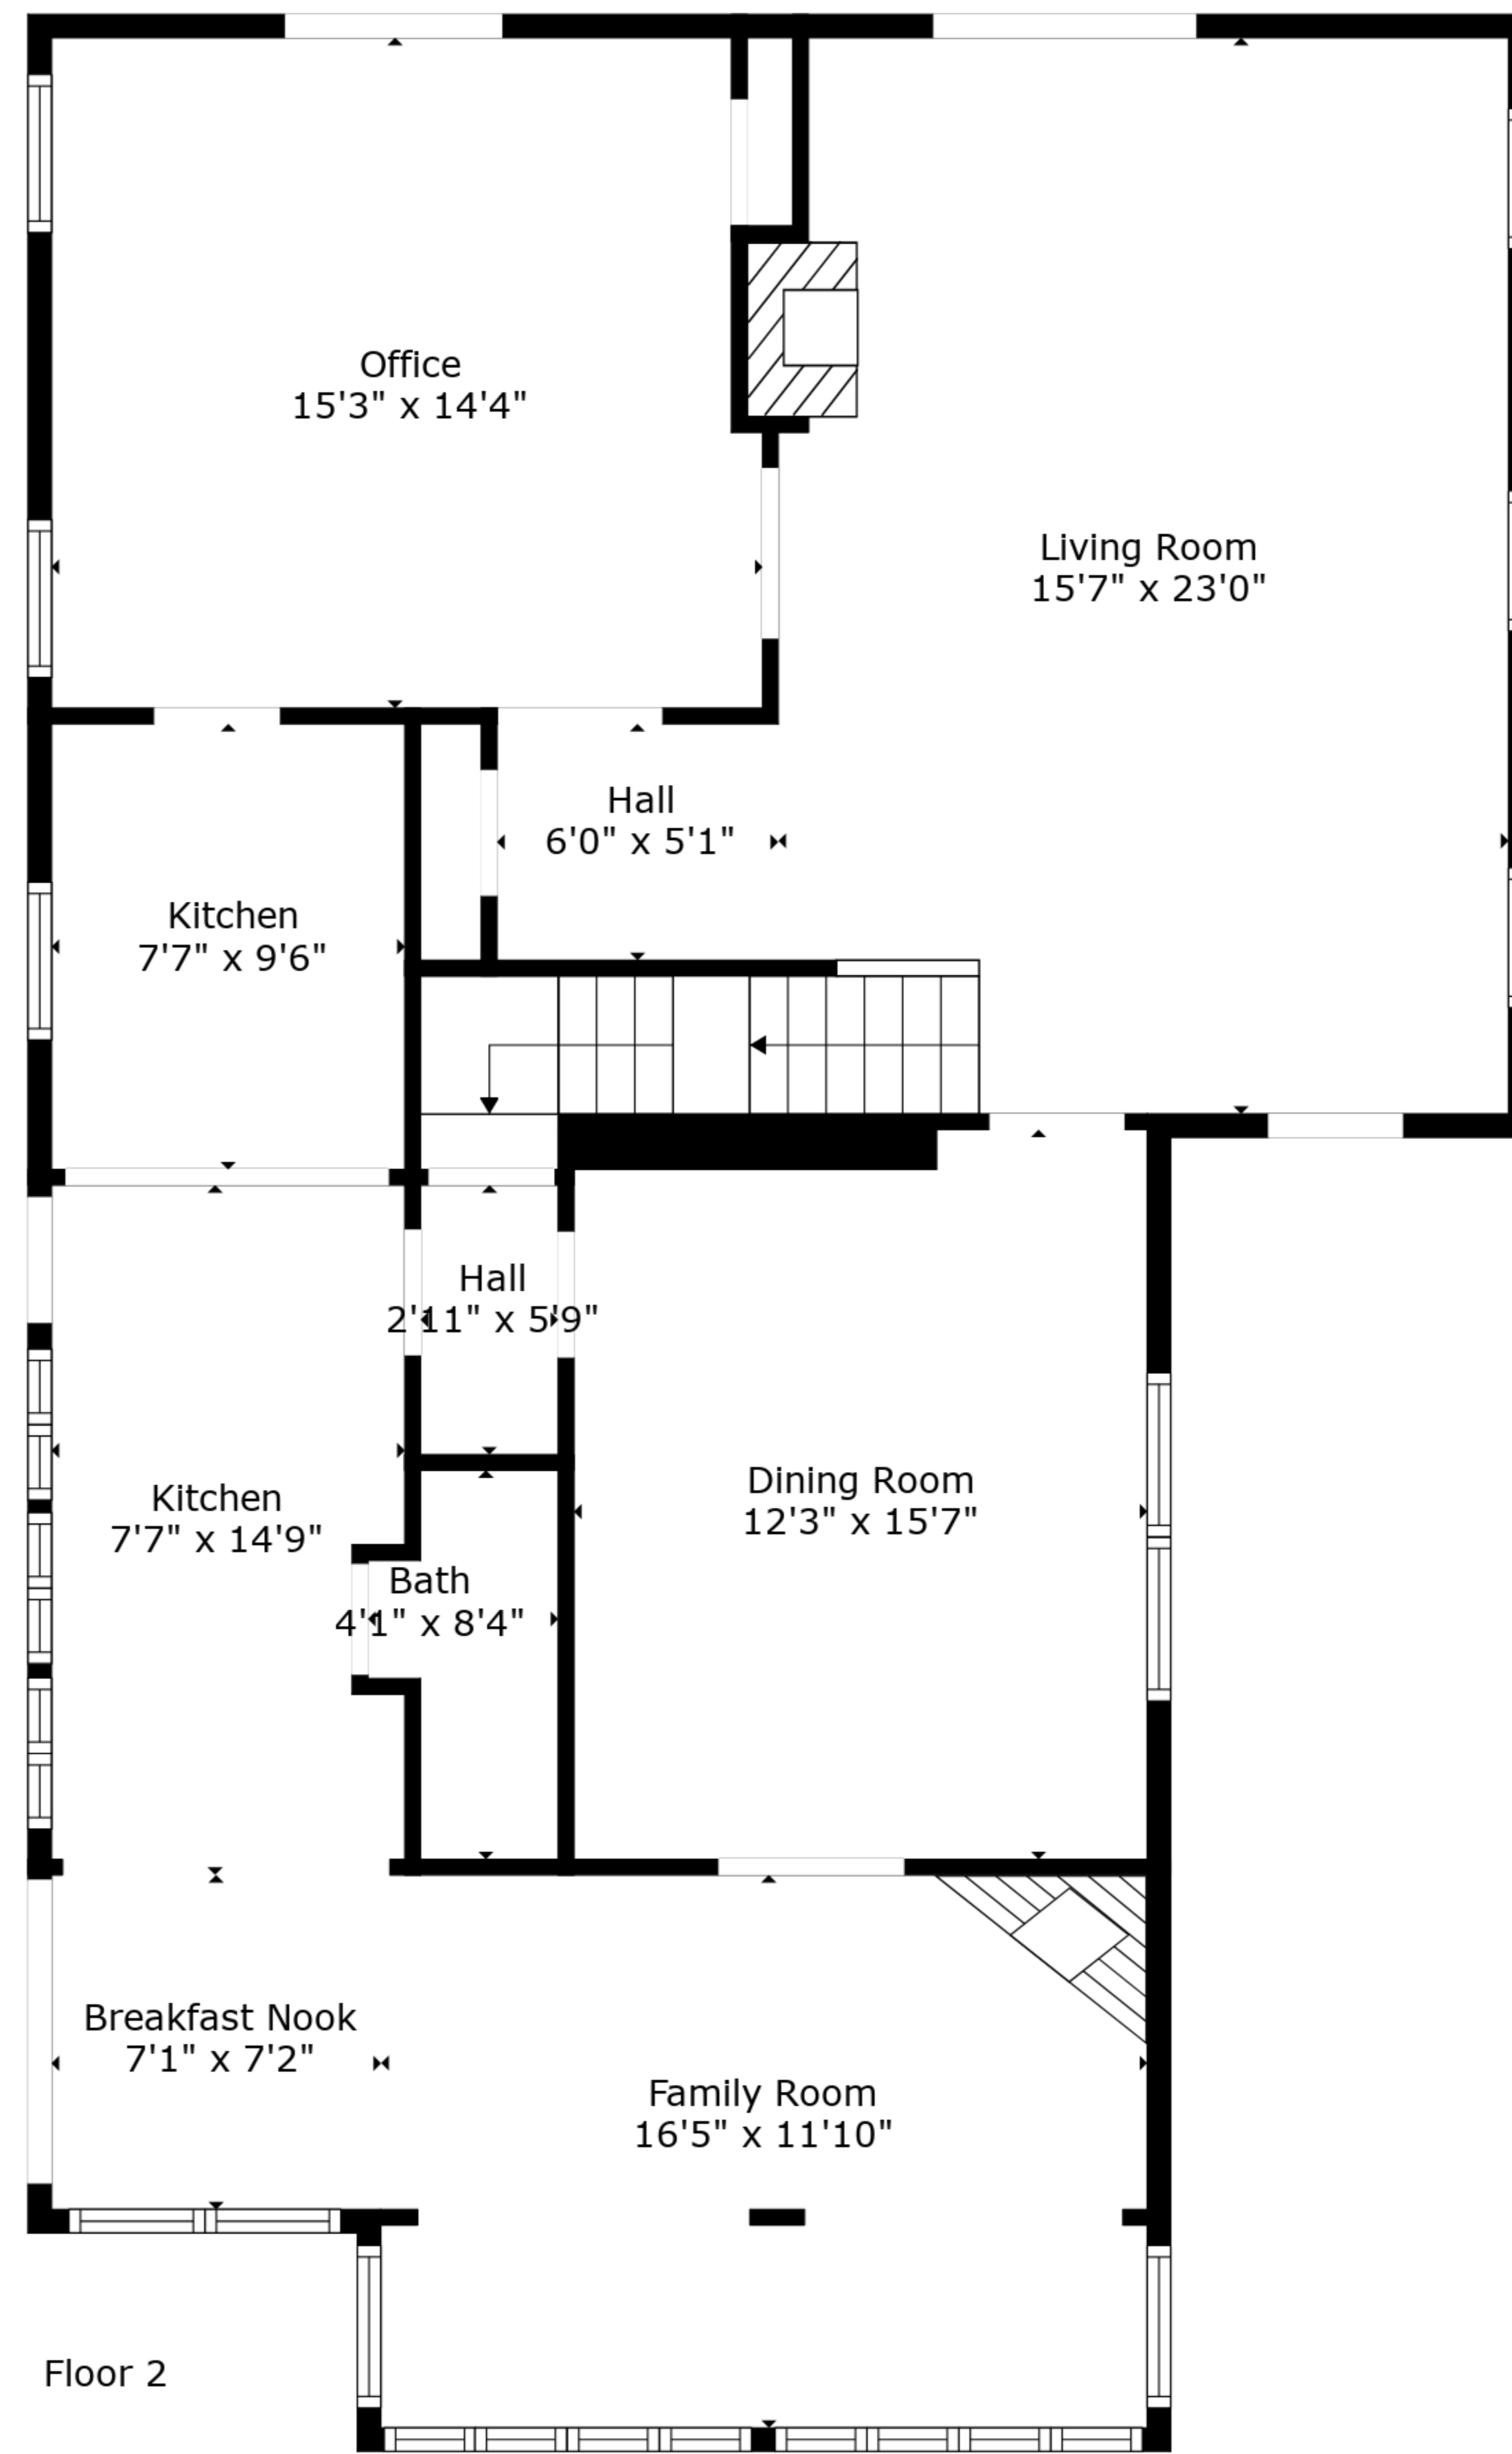 Office
15'3" x 14'4"
Living Room
15'7" x 23'0"
Hall
6'0" x 5'1"
Kitchen
7'7" x 9'6"
Hall
2'11" x 5'9"
Dining Room
12'3" x 15'7"
Kitchen
7'7" x 14'9"
Bath
4'1" x 8'4"
Breakfast Nook
7'1" x 7'2"
Family Room
16'5" x 11'10"
Floor 2